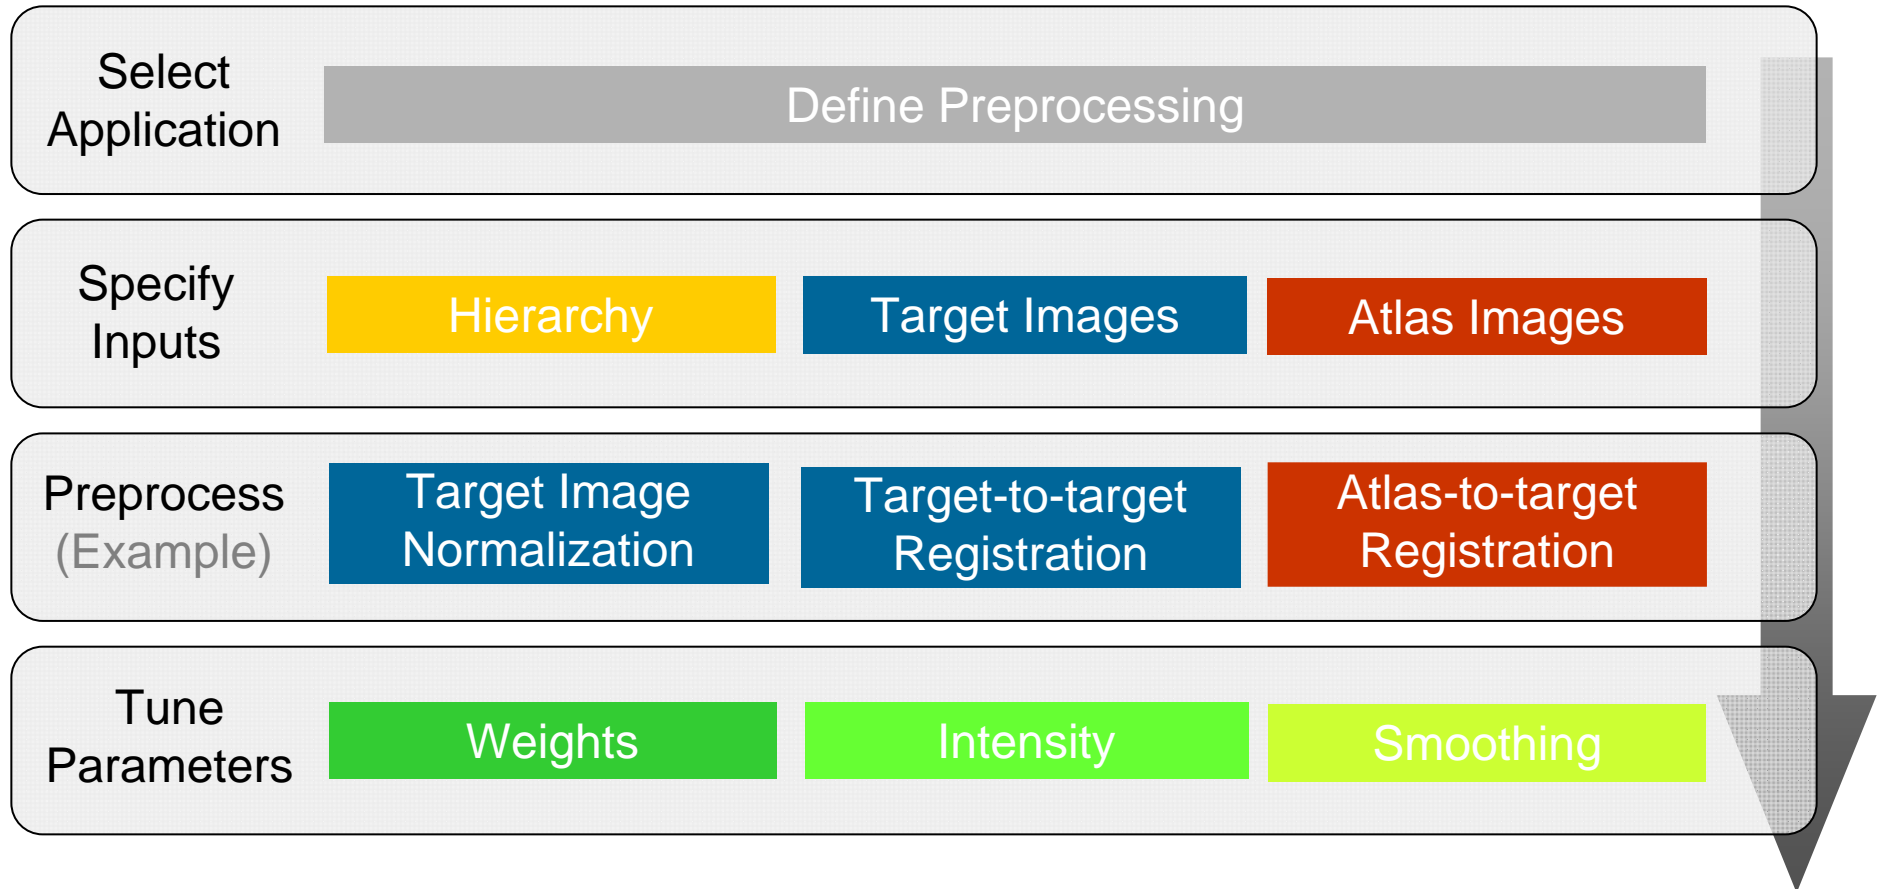 Select
Application
Define Preprocessing
Specify
Inputs
Hierarchy
Target Images
Atlas Images
Preprocess
(Example)
Target Image
Normalization
Target-to-target
Registration
Atlas-to-target
Registration
Tune
Parameters
Weights
Intensity
Smoothing